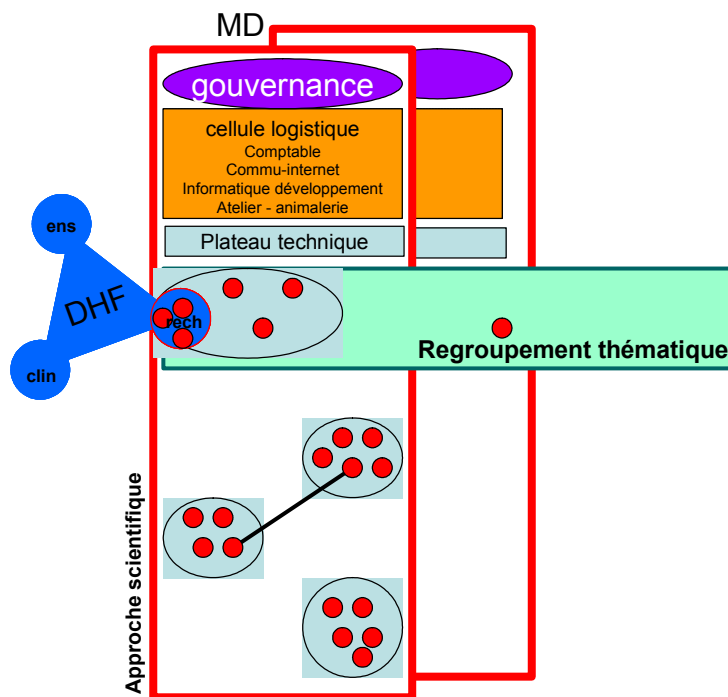 MD
gouvernance
cellule logistique
Comptable
Commu-internet
Informatique développement
Atelier - animalerie
Plateau technique
ens
DHF
rech
clin
Regroupement thématique
Approche scientifique